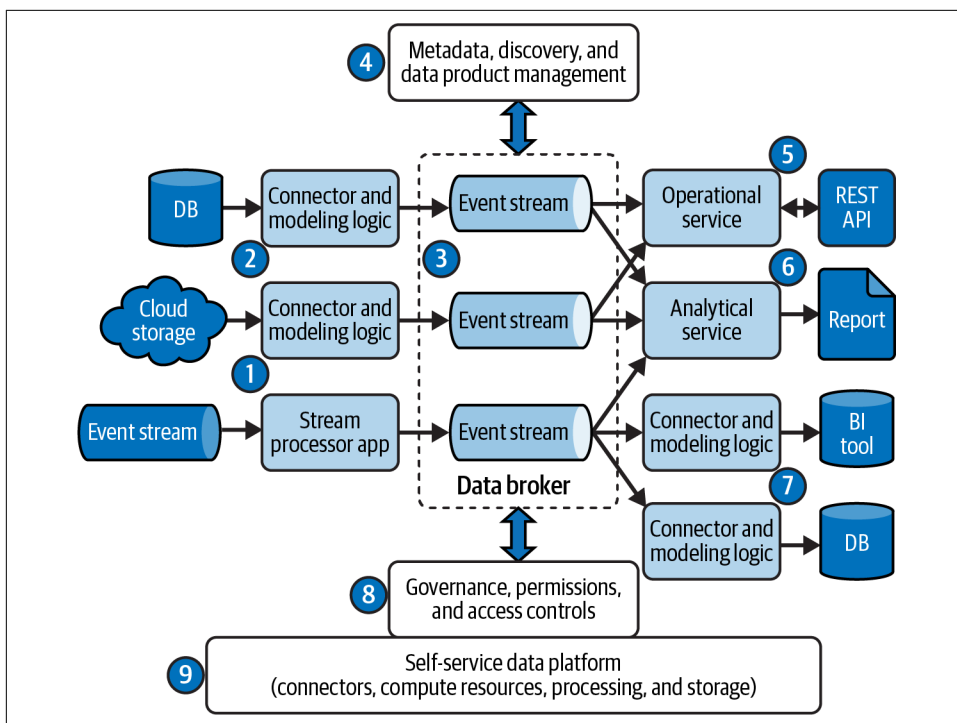 4
Metadata, discovery, and
data product management
DB
Connector and
modeling logic
Event stream
Operational
service
5
REST
API
2
3
Cloud
storage
Connector and
modeling logic
Event stream
Analytical
service
6
Report
1
Event stream
Stream
processor app
Event stream
Connector and
modeling logic
BI
tool
Data broker
7
Connector and
modeling logic
DB
8
Governance, permissions,
and access controls
9
Self-service data platform
(connectors, compute resources, processing, and storage)